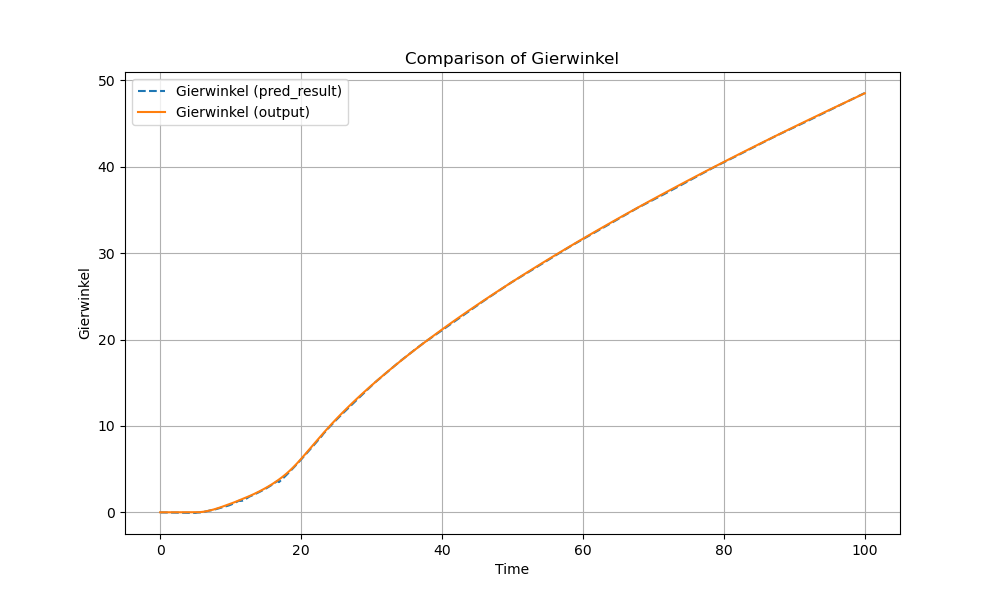 Comparison of Gierwinkel
Gierwinkel (pred_result)
Gierwinkel (output)
Gierwinkel
50
40
30
20
10
0
0 20 40 60 80 100
Time